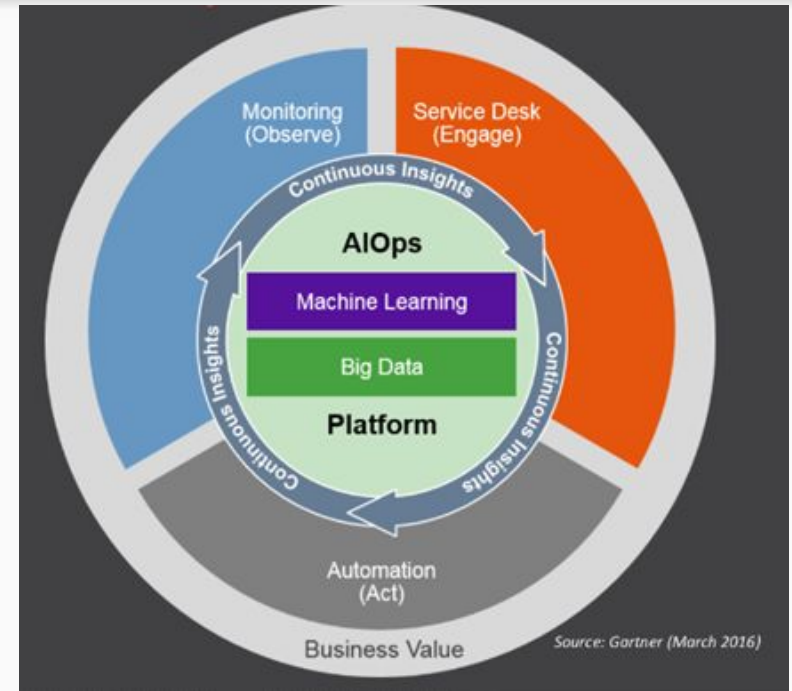 Monitoring
(Observe)
Service Desk
(Engage)
Continuous Insights
AIOps
Machine Learning
Big Data
Platform
Continuous Insights
Continuous Insights
Automation
(Act)
Business Value
Source: Gartner (March 2016)